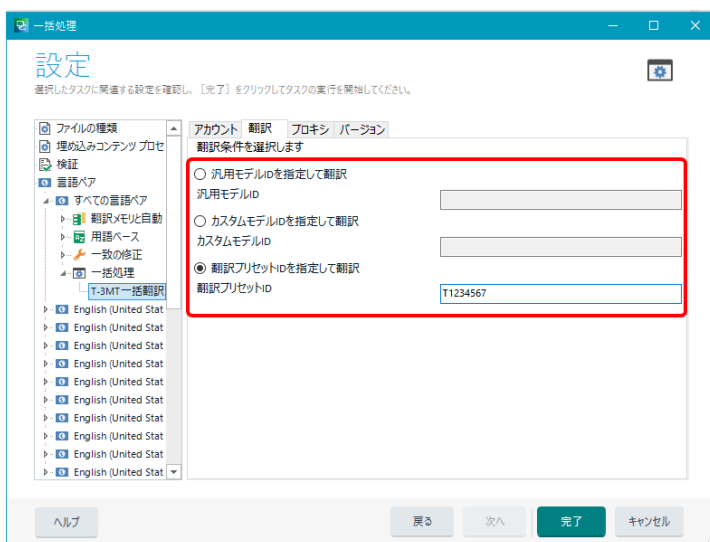 一括処理
設定
選択したタスクに関連する設定を確認し、［完了］をクリックしてタスクの実行を開始してください。
ファイルの種類
埋め込みコンテンツ プロセ
検証
言語ペア
すべての言語ペア
翻訳メモリと自動
用語ベース
一致の修正
一括処理
T-3MT一括翻訳
English (United Stat
English (United Stat
English (United Stat
English (United Stat
English (United Stat
English (United Stat
English (United Stat
English (United Stat
English (United Stat
English (United Stat
アカウント 翻訳 プロキシ バージョン
翻訳条件を選択します
汎用モデルIDを指定して翻訳
汎用モデルID
カスタムモデルIDを指定して翻訳
カスタムモデルID
翻訳プリセットIDを指定して翻訳
翻訳プリセットID T1234567
ヘルプ 戻る 次へ 完了 キャンセル